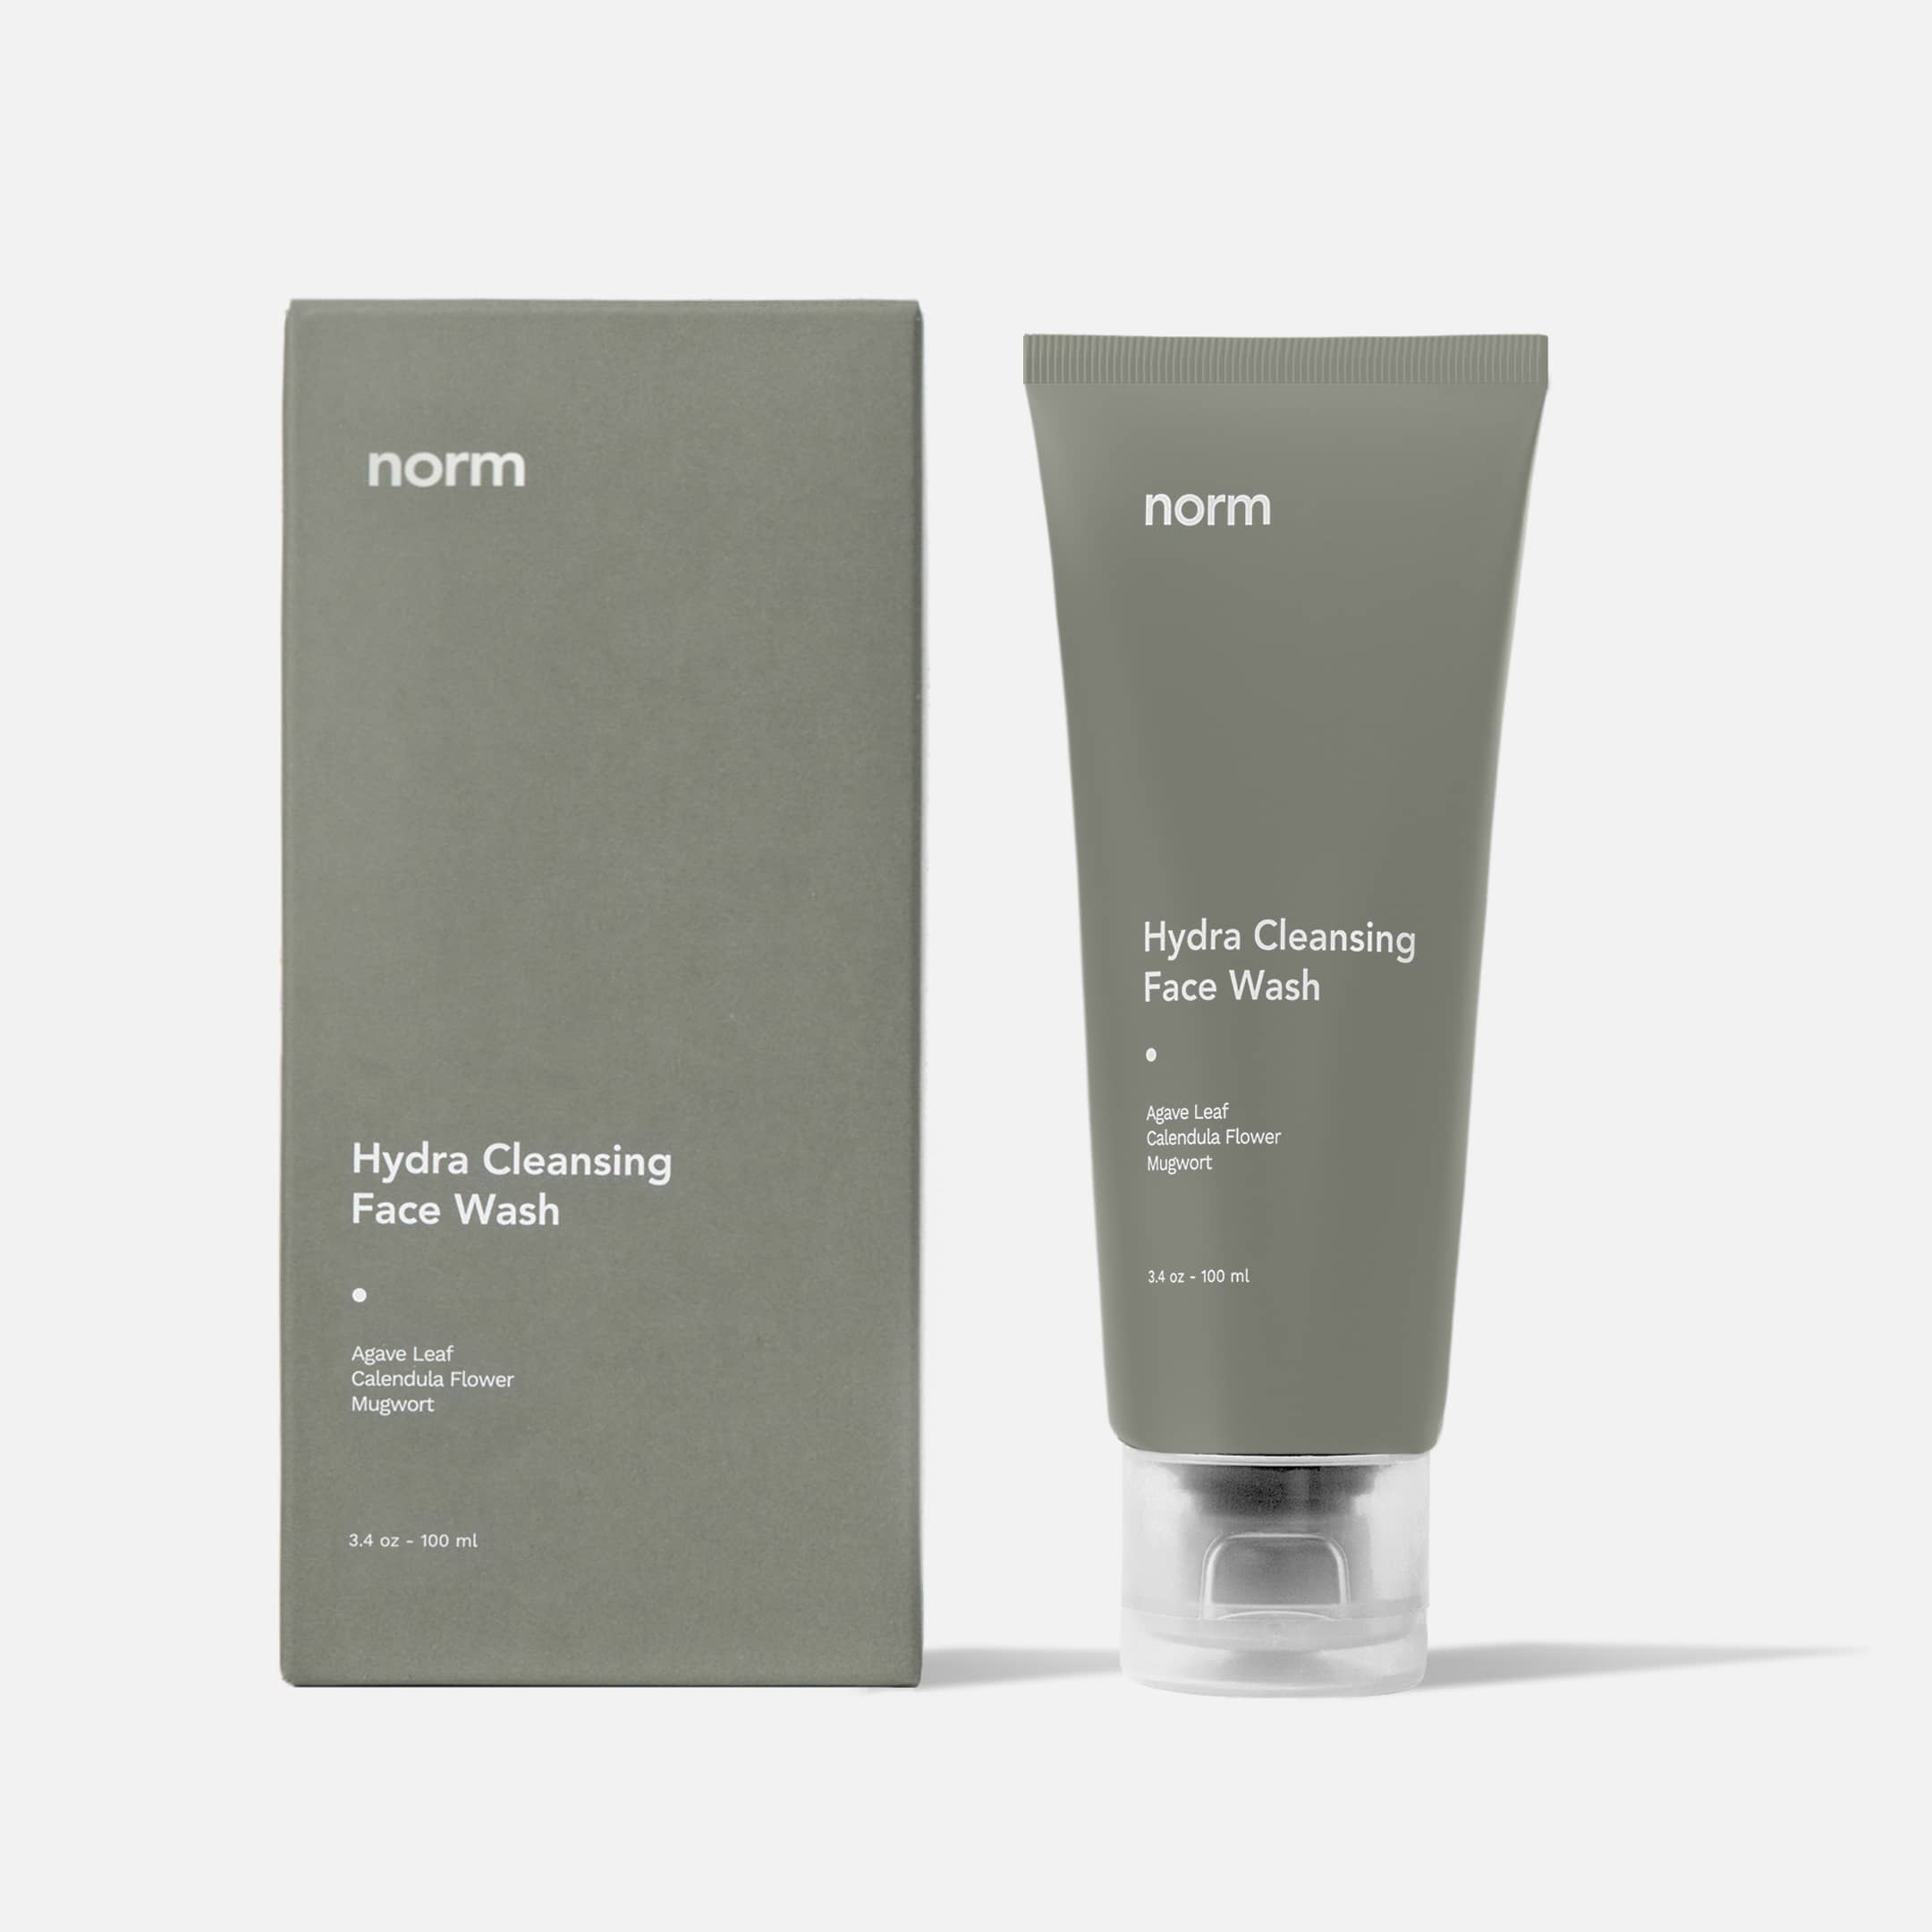 norm
Hydra Cleansing
Face Wash
Agave Leaf
Calendula Flower
Mugwort
3.4 oz - 100 ml
norm
Hydra Cleansing
Face Wash
Agave Leaf
Calendula Flower
Mugwort
3.4 oz - 100 ml